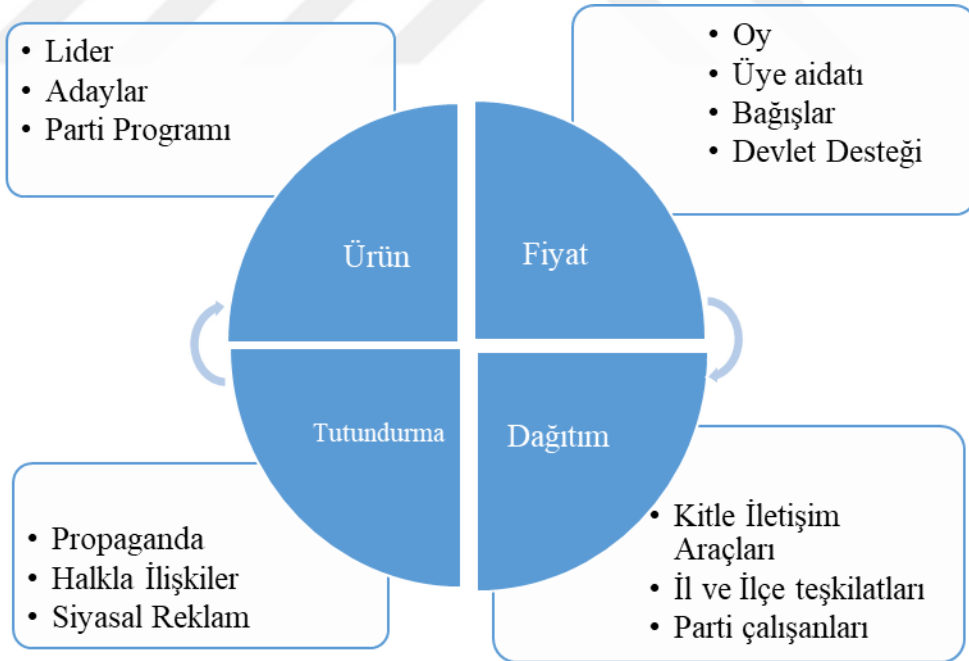 • Lider
• Adaylar
• Parti Programı
• Oy
• Üye aidatı
• Bağışlar
• Devlet Desteği
Ürün
Fiyat
Tutundurma
Dağıtım
• Propaganda
• Halkla İlişkiler
• Siyasal Reklam
• Kitle İletişim
Araçları
• İl ve İlçe teşkilatları
• Parti çalışanları